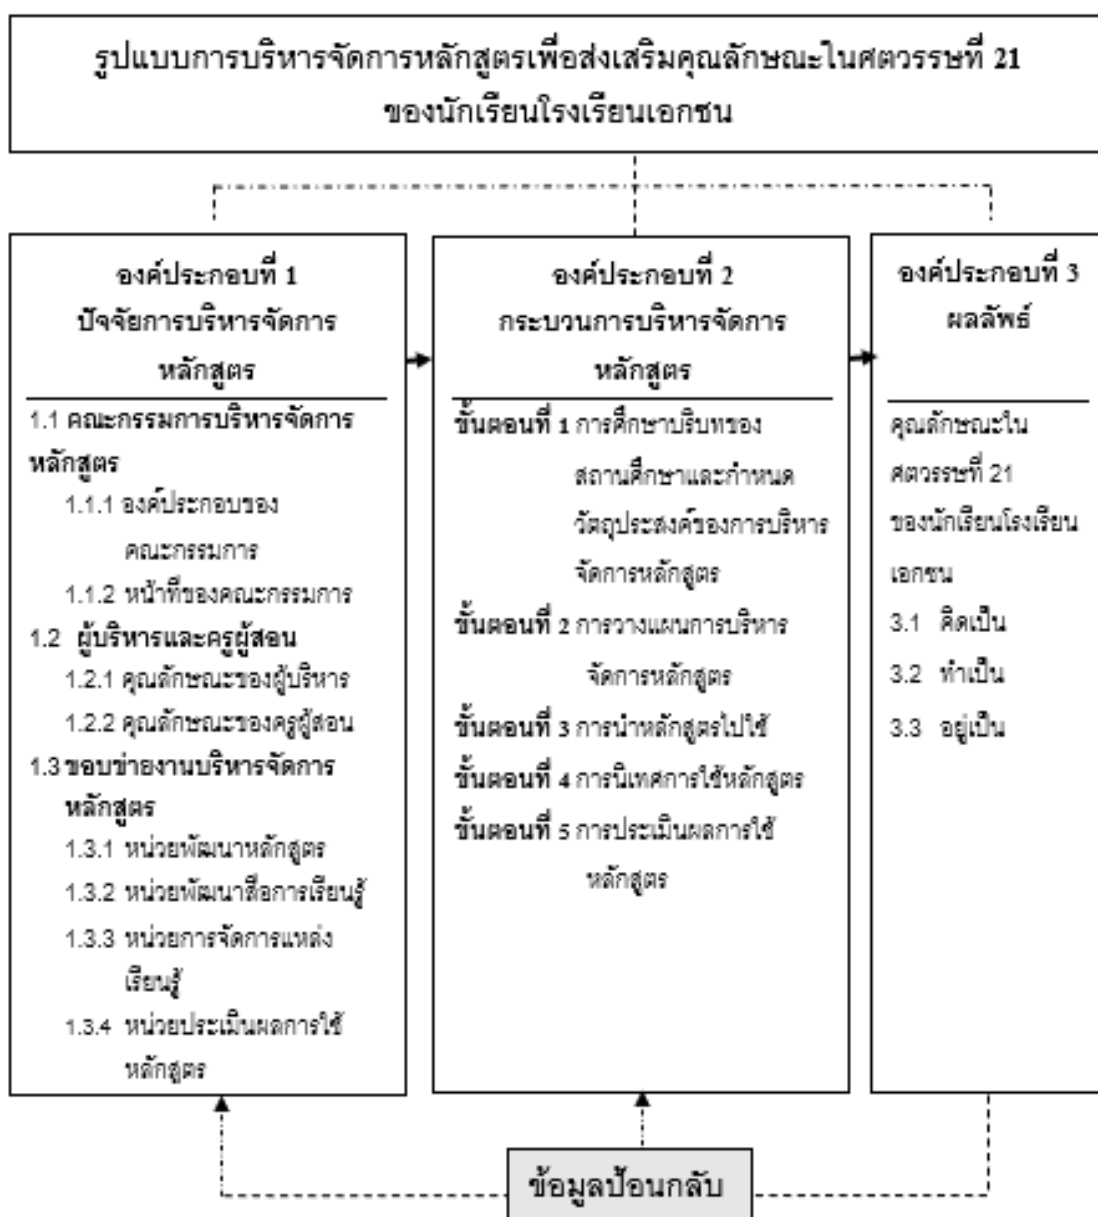 รูปแบบการบริหารจัดการหลักสูตรเพื่อส่งเสริมคุณลักษณะในศตวรรษที่ 21
ของนักเรียนโรงเรียนเอกชน
องค์ประกอบที่ 1
ปัจจัยการบริหารจัดการ
หลักสูตร
1.1 คณะกรรมการบริหารจัดการ
หลักสูตร
1.1.1 องค์ประกอบของ
คณะกรรมการ
1.1.2 หน้าที่ของคณะกรรมการ
1.2 ผู้บริหารและครูผู้สอน
1.2.1 คุณลักษณะของผู้บริหาร
1.2.2 คุณลักษณะของครูผู้สอน
1.3 ขอบข่ายงานบริหารจัดการ
หลักสูตร
1.3.1 หน่วยพัฒนาหลักสูตร
1.3.2 หน่วยพัฒนาสื่อการเรียนรู้
1.3.3 หน่วยการจัดการแหล่ง
เรียนรู้
1.3.4 หน่วยประเมินผลการใช้
หลักสูตร
องค์ประกอบที่ 2
กระบวนการบริหารจัดการ
หลักสูตร
ขั้นตอนที่ 1 การศึกษาบริบทของ
สถานศึกษาและกำหนด
วัตถุประสงค์ของการบริหาร
จัดการหลักสูตร
ขั้นตอนที่ 2 การวางแผนการบริหาร
จัดการหลักสูตร
ขั้นตอนที่ 3 การนำหลักสูตรไปใช้
ขั้นตอนที่ 4 การนิเทศการใช้หลักสูตร
ขั้นตอนที่ 5 การประเมินผลการใช้
หลักสูตร
องค์ประกอบที่ 3
ผลลัพธ์
คุณลักษณะใน
ศตวรรษที่ 21
ของนักเรียนโรงเรียน
เอกชน
3.1 คิดเป็น
3.2 ทำเป็น
3.3 อยู่เป็น
ข้อมูลป้อนกลับ